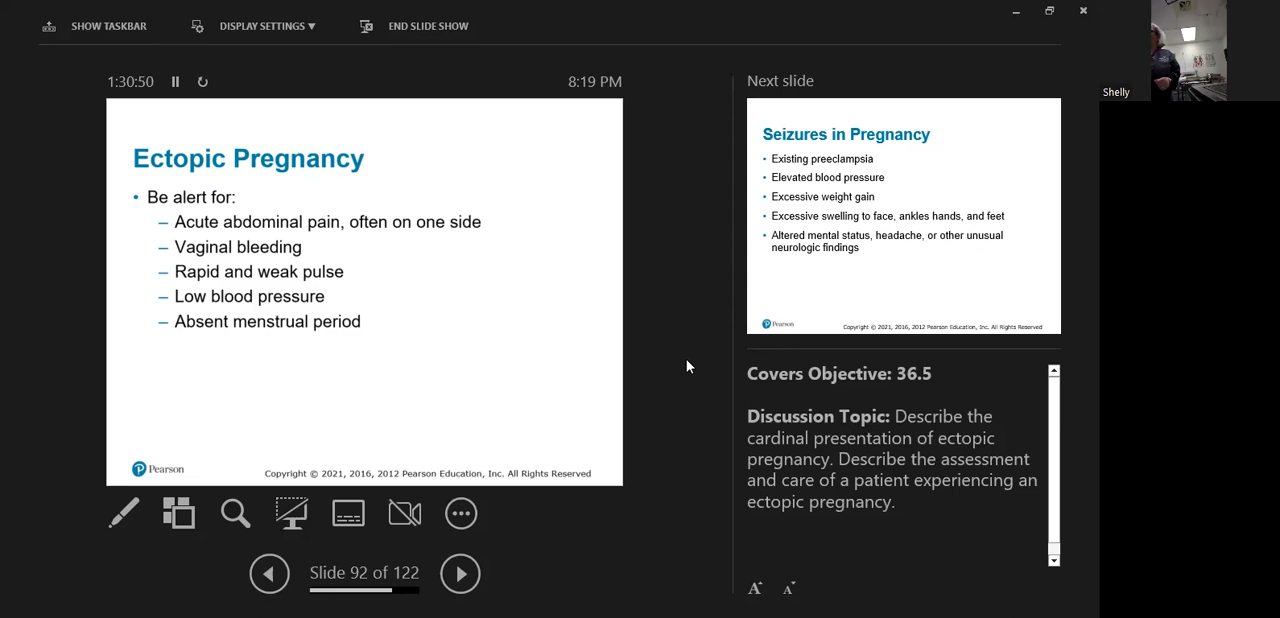 SHOW TASKBAR
DISPLAY SETTINGS ▼
END SLIDE SHOW
1:30:50
8:19 PM
Ectopic Pregnancy
• Be alert for:
– Acute abdominal pain, often on one side
– Vaginal bleeding
– Rapid and weak pulse
– Low blood pressure
– Absent menstrual period
P Pearson
Copyright © 2021, 2016, 2012 Pearson Education, Inc. All Rights Reserved
Slide 92 of 122
Next slide
Seizures in Pregnancy
• Existing preeclampsia
• Elevated blood pressure
• Excessive weight gain
• Excessive swelling to face, ankles hands, and feet
• Altered mental status, headache, or other unusual
neurologic findings
P Pearson
Copyright © 2021, 2016, 2012 Pearson Education, Inc. All Rights Reserved
Covers Objective: 36.5
Discussion Topic: Describe the
cardinal presentation of ectopic
pregnancy. Describe the assessment
and care of a patient experiencing an
ectopic pregnancy.
A A
Shelly